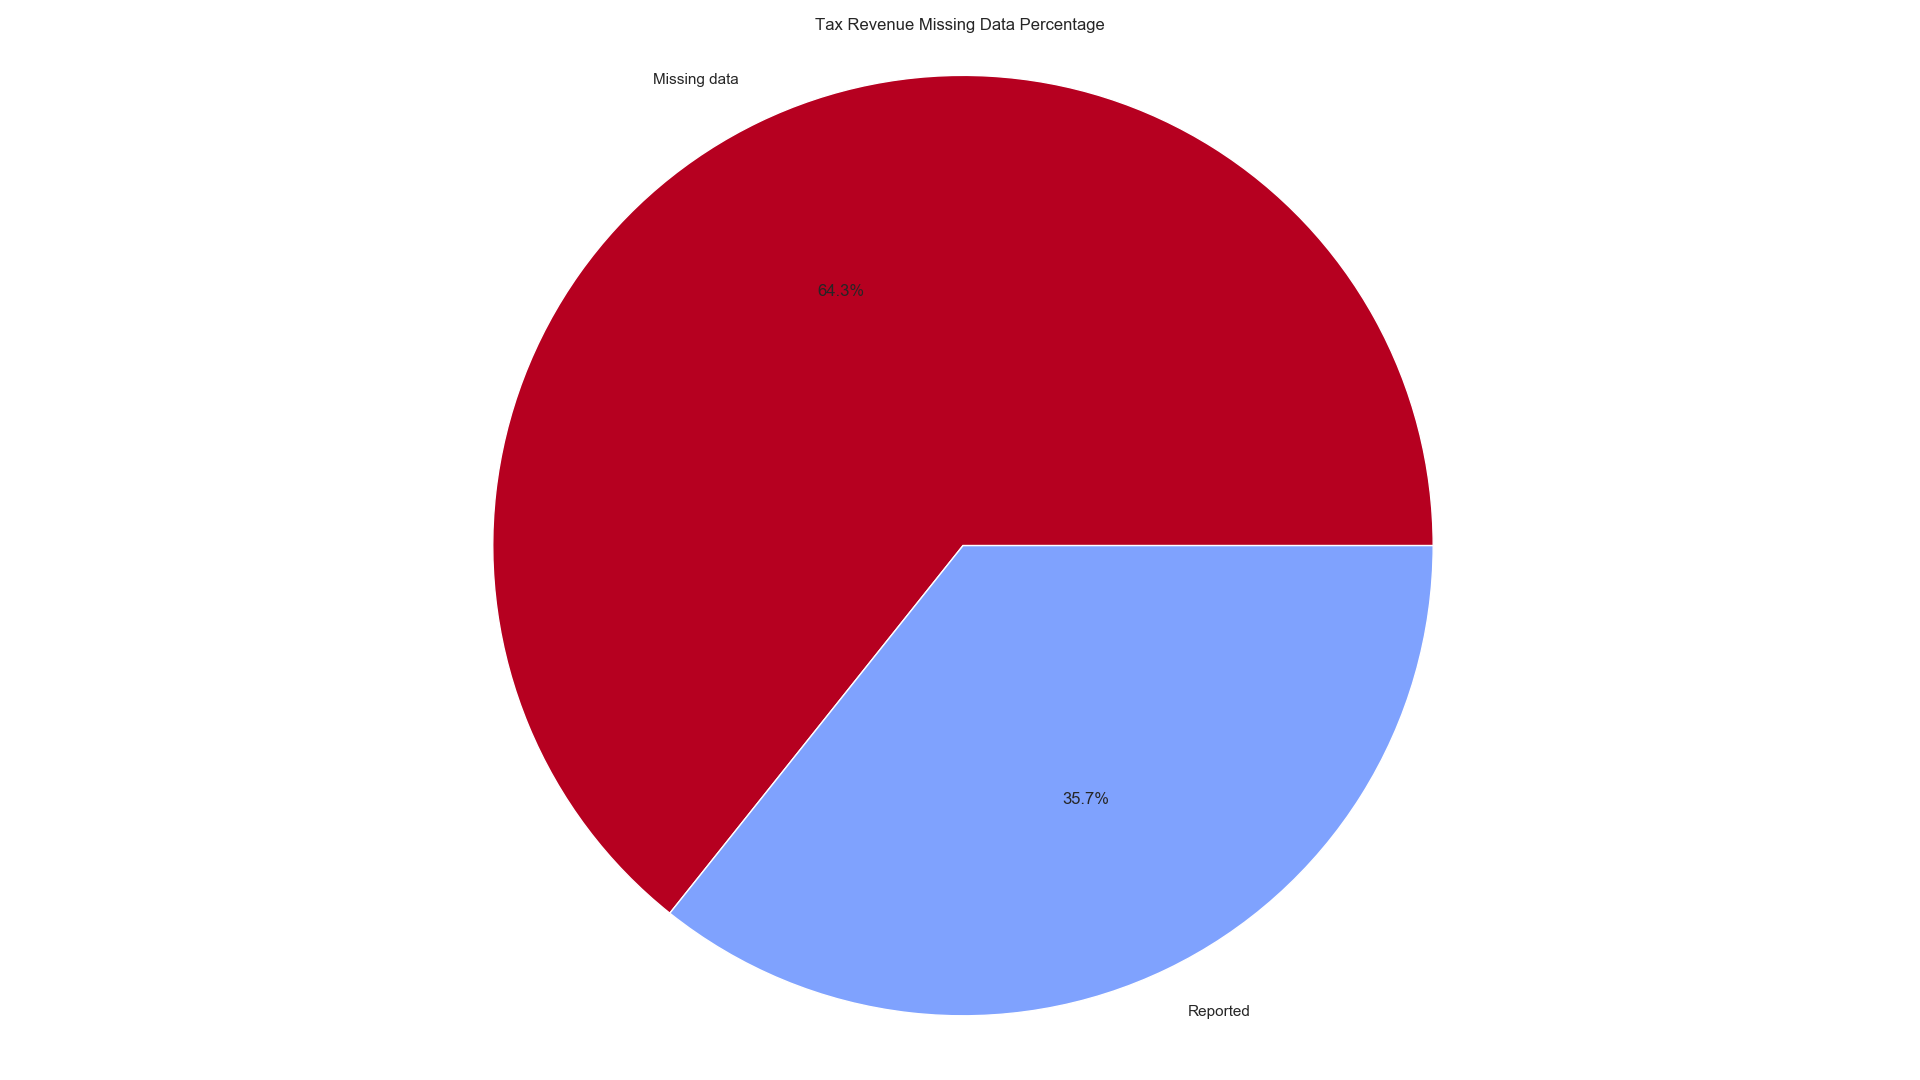 Tax Revenue Missing Data Percentage
Missing data
64.3%
35.7%
Reported